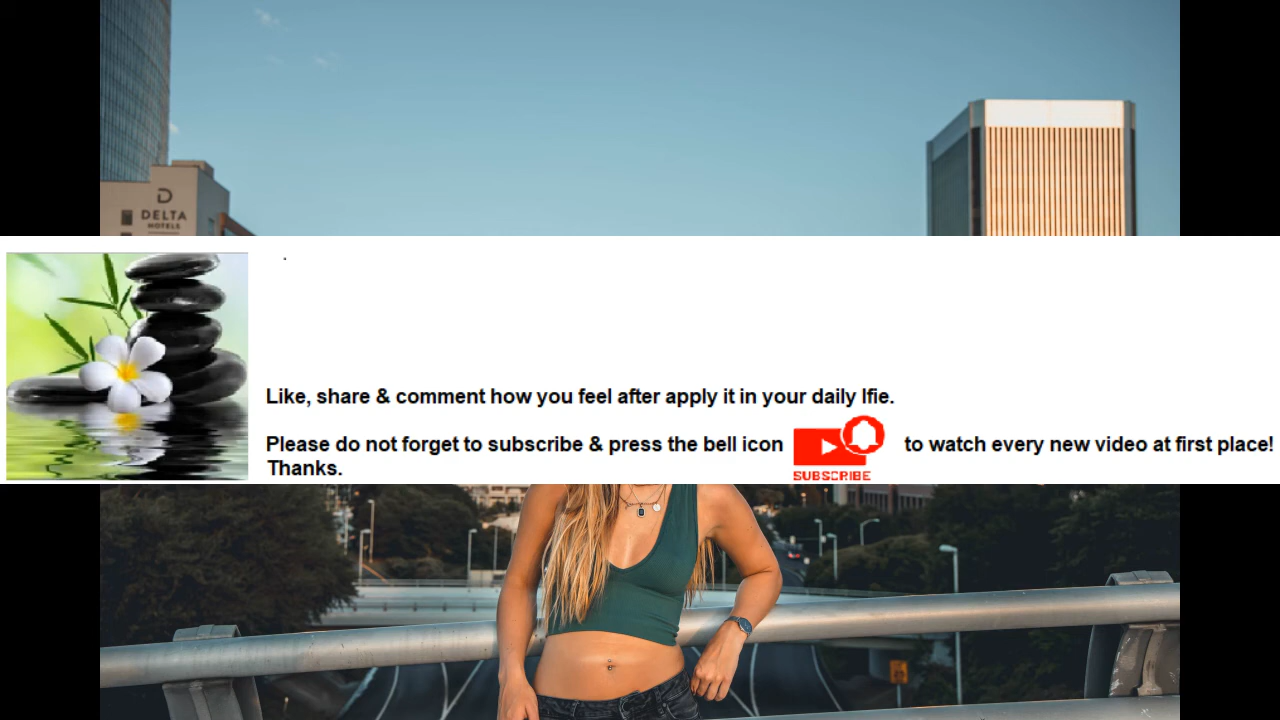 DELTA
HOTELS
.
Like, share & comment how you feel after apply it in your daily lfie.
Please do not forget to subscribe & press the bell icon to watch every new video at first place!
SUBSCRIBE
Thanks.